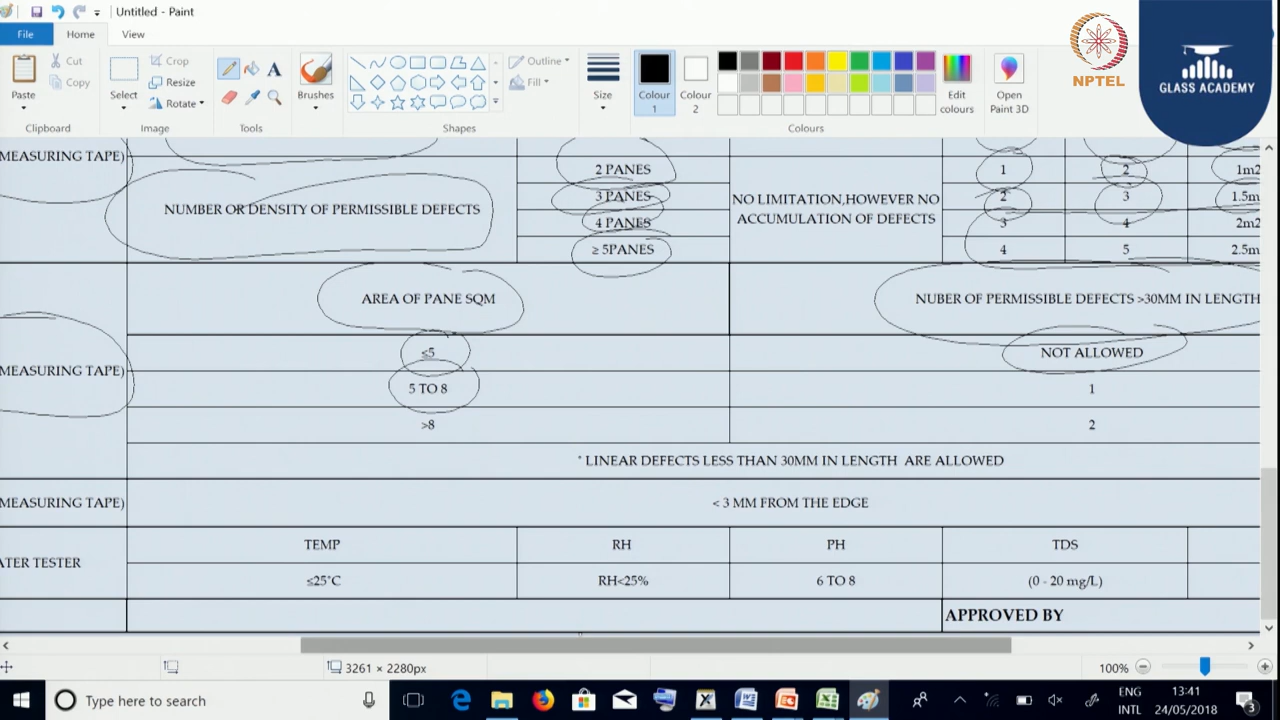 Untitled - Paint
File Home View
Cut
Copy
Paste
Clipboard
Crop
Resize
Rotate
Select
Image
Tools
Brushes
Outline
Fill
Shapes
Size
Colour 1
Colour 2
Edit colours
Open Paint 3D
Colours
NPTEL
GLASS ACADEMY
MEASURING TAPE)
NUMBER OR DENSITY OF PERMISSIBLE DEFECTS
2 PANES
3 PANES
4 PANES
≥ 5PANES
NO LIMITATION,HOWEVER NO
ACCUMULATION OF DEFECTS
1 2 1m2
2 3 1.5m
3 4 2m2
4 5 2.5m
AREA OF PANE SQM NUBER OF PERMISSIBLE DEFECTS >30MM IN LENGTH
MEASURING TAPE)
≤5 NOT ALLOWED
5 TO 8 1
>8 2
* LINEAR DEFECTS LESS THAN 30MM IN LENGTH ARE ALLOWED
MEASURING TAPE) < 3 MM FROM THE EDGE
ATER TESTER
TEMP RH PH TDS
≤25°C RH<25% 6 TO 8 (0 - 20 mg/L)
APPROVED BY
3261 × 2280px 100%
Type here to search
ENG
INTL
13:41
24/05/2018
3